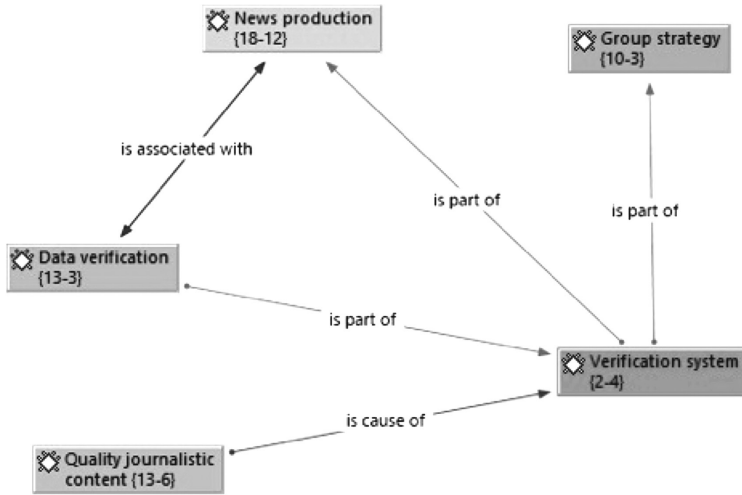 News production
{18-12}
Group strategy
{10-3}
is associated with
is part of
is part of
Data verification
{13-3}
is part of
Verification system
{2-4}
is cause of
Quality journalistic
content {13-6}